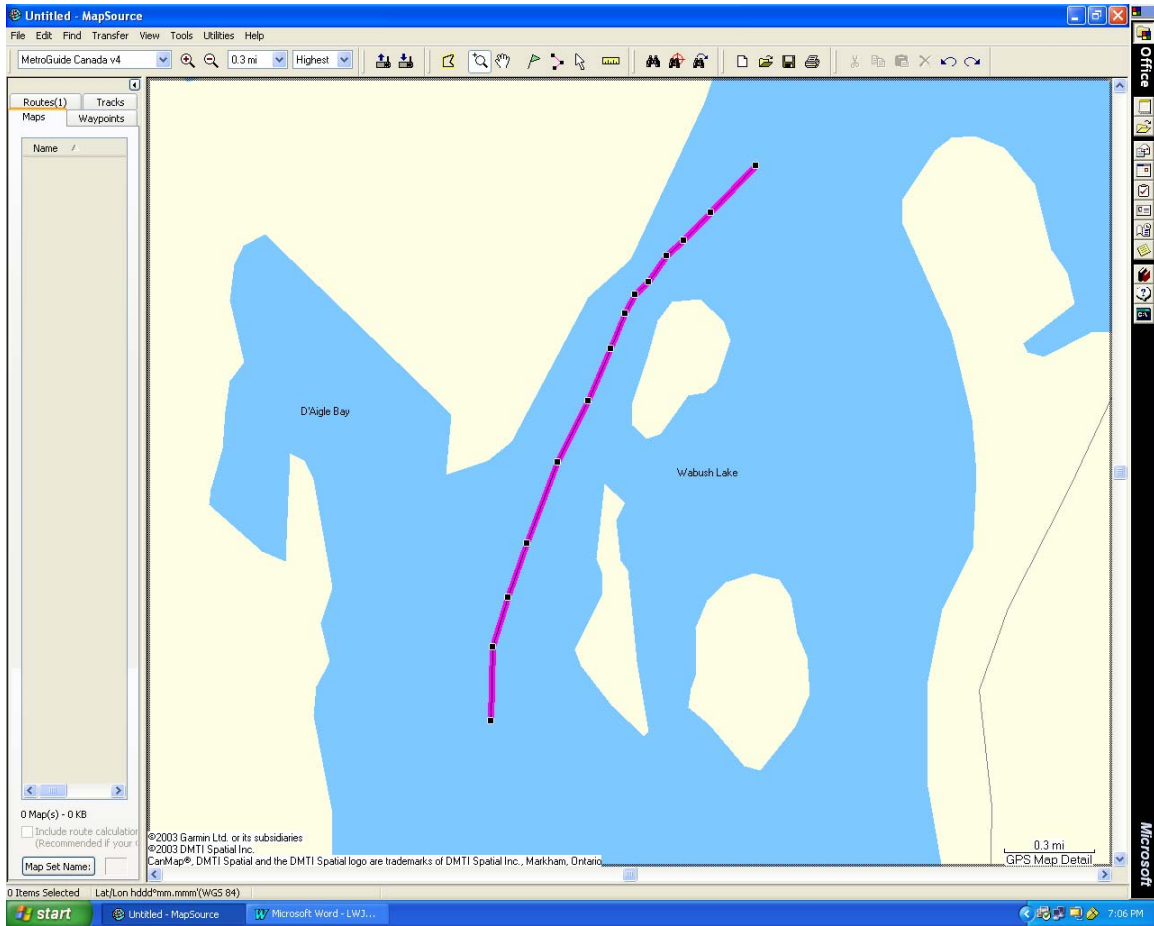 Untitled - MapSource
File Edit Find Transfer View Tools Utilities Help
MetroGuide Canada v4
0.3 mi
Highest
Routes(1) Tracks
Maps Waypoints
Name
D'Aigle Bay
Wabush Lake
0 Map(s) - 0 KB
Include route calculation
(Recommended if your
Map Set Name:
©2003 Garmin Ltd. or its subsidiaries
©2003 DMTI Spatial Inc.
CanMap®, DMTI Spatial and the DMTI Spatial logo are trademarks of DMTI Spatial Inc., Markham, Ontario
0.3 mi
GPS Map Detail
0 Items Selected Lat/Lon hddd°mm.mmm'(WGS 84)
start Untitled - MapSource Microsoft Word - LWJ... 7:06 PM
Office
Microsoft